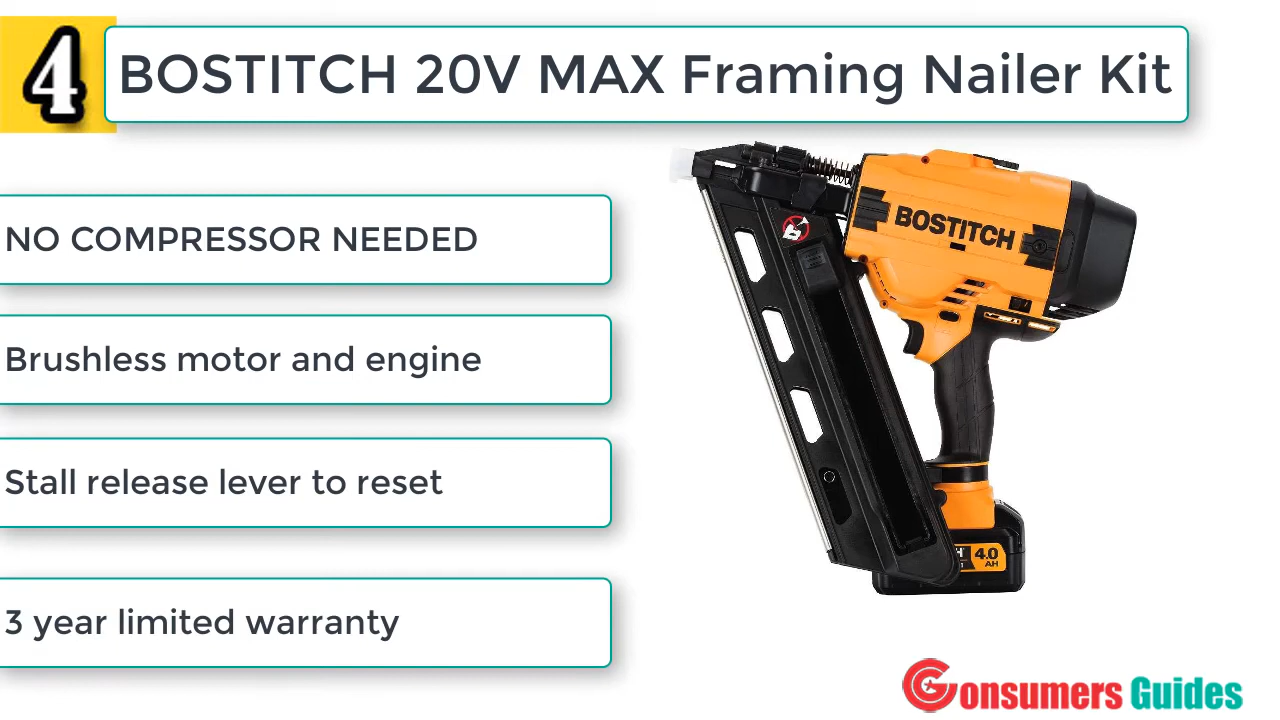 4
BOSTITCH 20V MAX Framing Nailer Kit
NO COMPRESSOR NEEDED
Brushless motor and engine
Stall release lever to reset
3 year limited warranty
BOSTITCH
4.0
AH
Consumers Guides